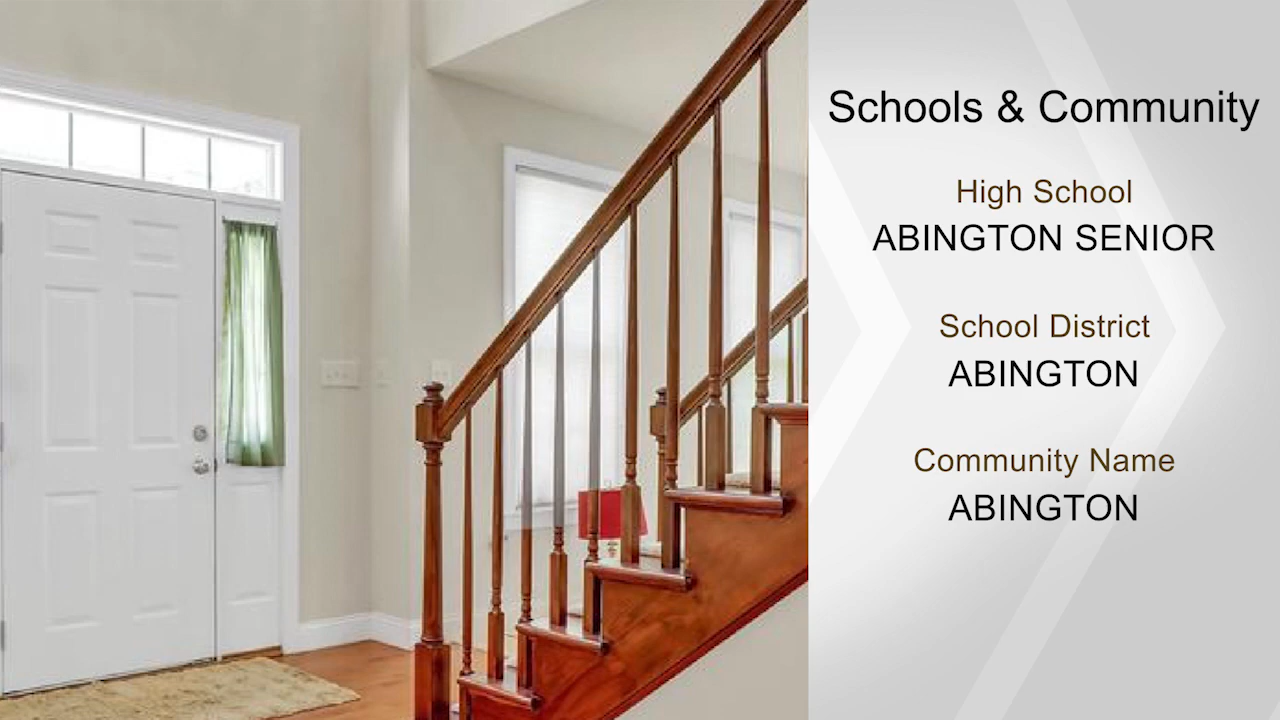 Schools & Community
High School
ABINGTON SENIOR
School District
ABINGTON
Community Name
ABINGTON